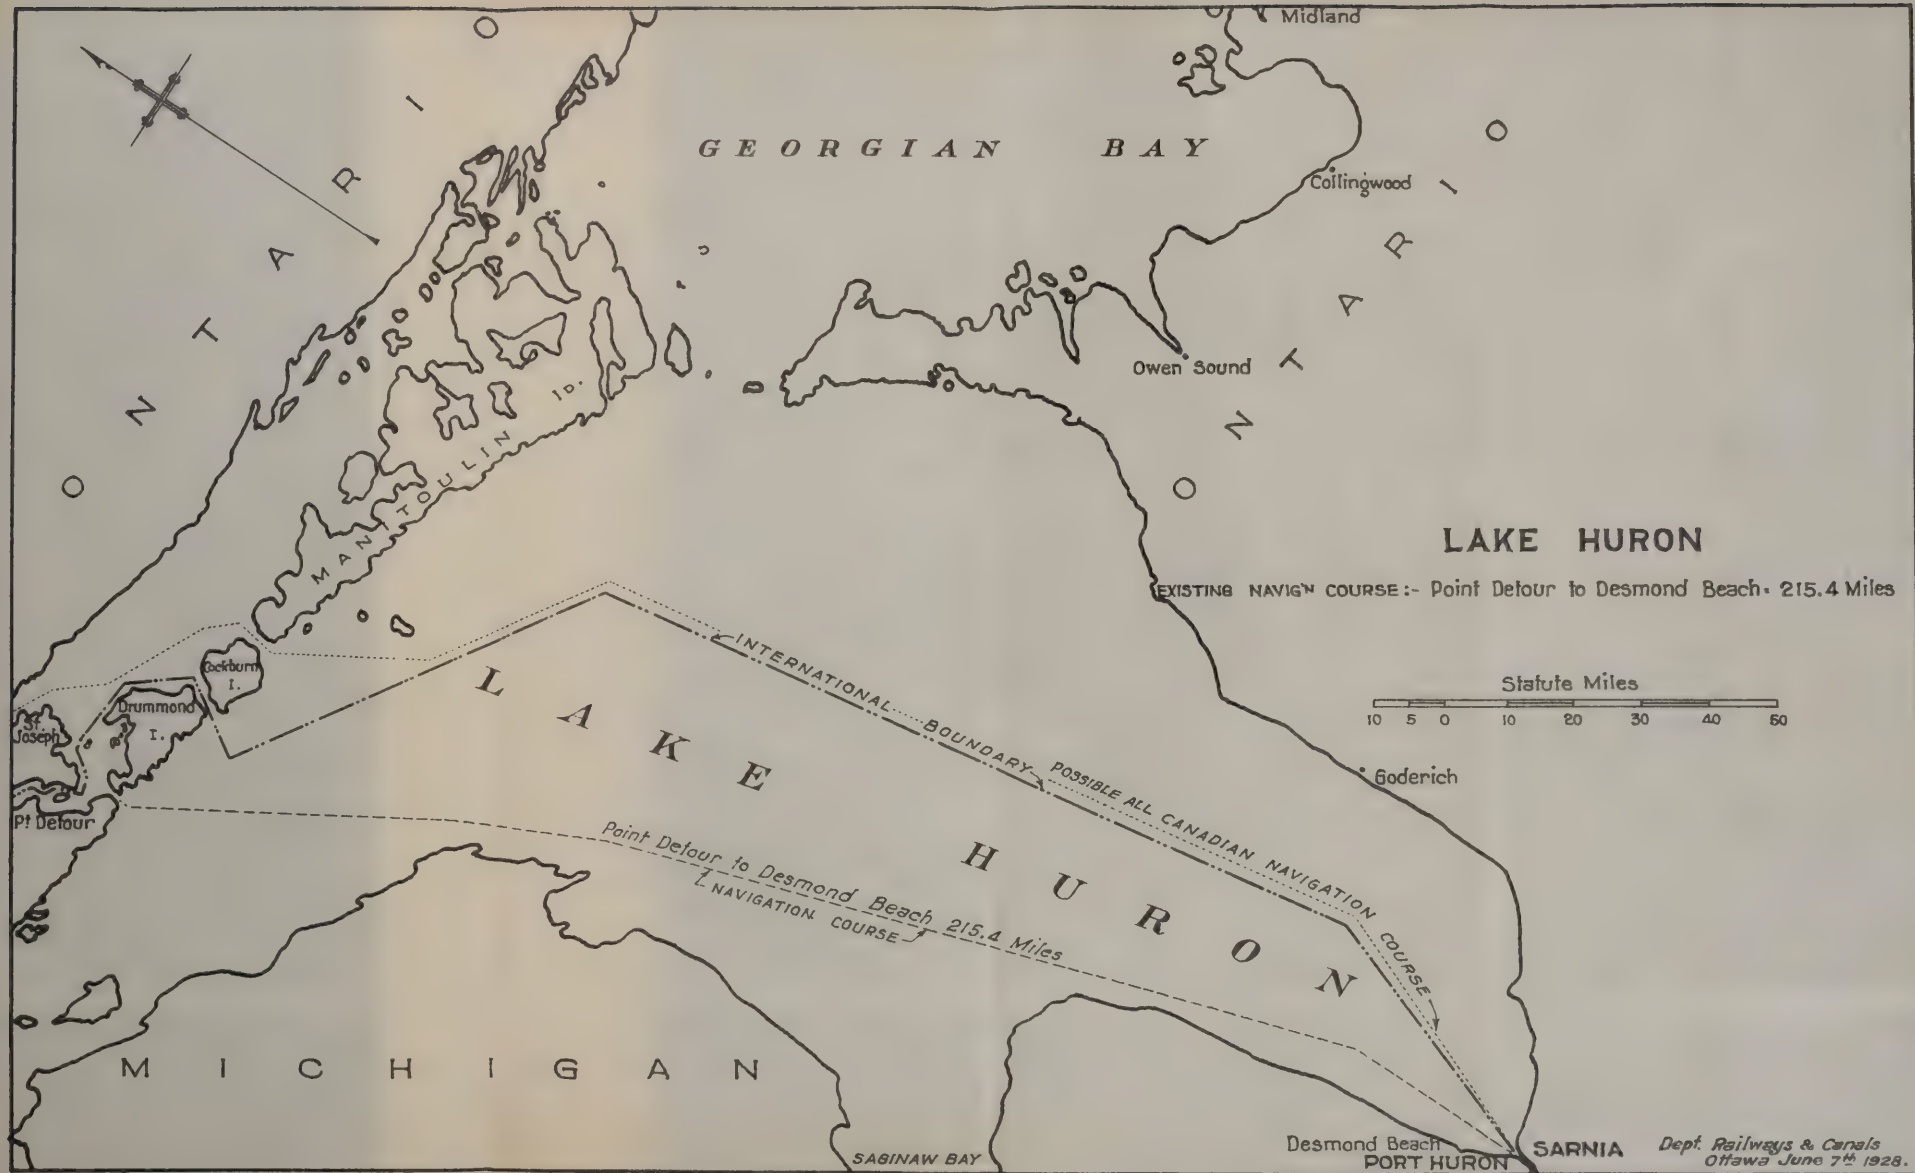 Midland
ONTARIO
GEORGIAN BAY
Collingwood
ONTARIO
Owen Sound
MANITOULIN ID.
LAKE HURON
EXISTING NAVIG'N COURSE:- Point Detour to Desmond Beach. 215.4 Miles
Cockburn
I.
Statute Miles
10 5 0 10 20 30 40 50
INTERNATIONAL BOUNDARY
Drummond
I.
St.
Joseph
LAKE HURON
POSSIBLE ALL CANADIAN NAVIGATION COURSE
Goderich
Pt Detour
Point Detour to Desmond Beach 215.4 Miles
NAVIGATION COURSE
MICHIGAN
SAGINAW BAY
Desmond Beach
PORT HURON
SARNIA
Dept. Railways & Canals
Ottawa June 7th 1928.